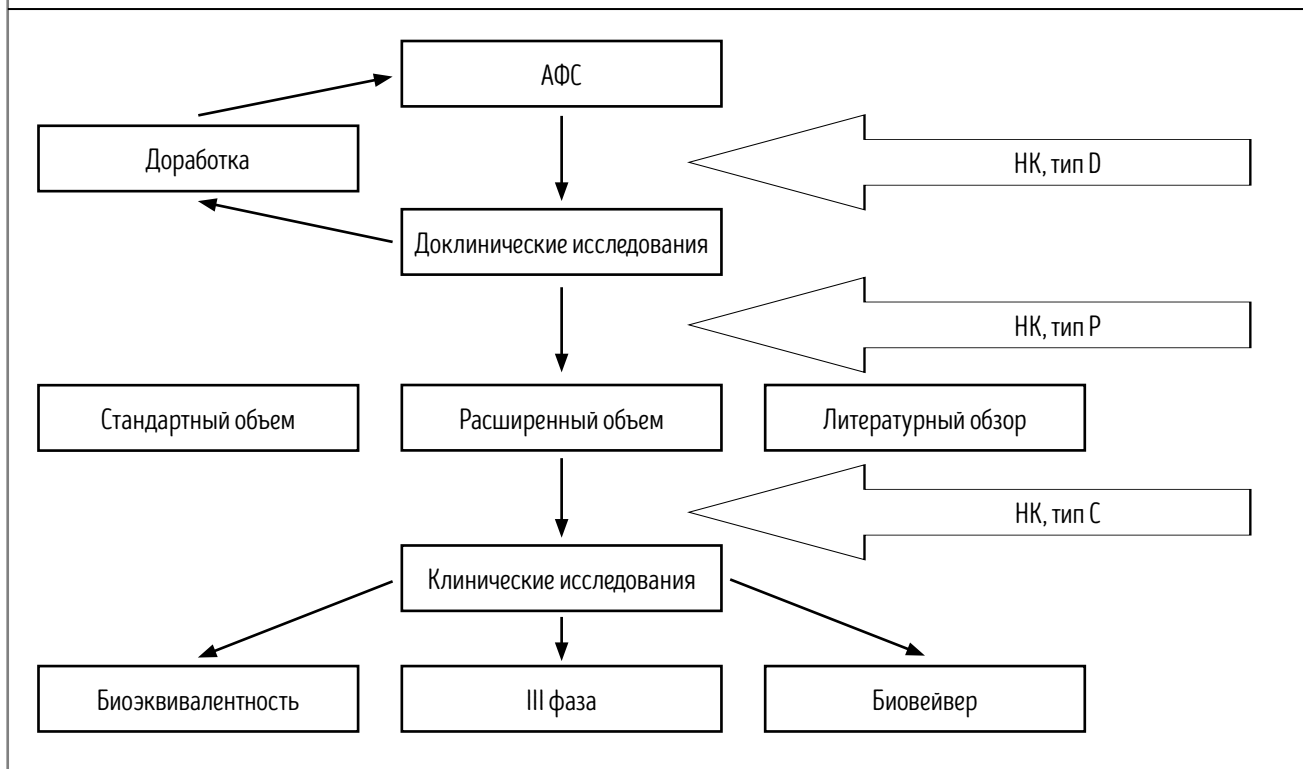 АФС
Доработка
НК, тип D
Доклинические исследования
НК, тип P
Стандартный объем
Расширенный объем
Литературный обзор
НК, тип C
Клинические исследования
Биоэквивалентность
III фаза
Биовейвер